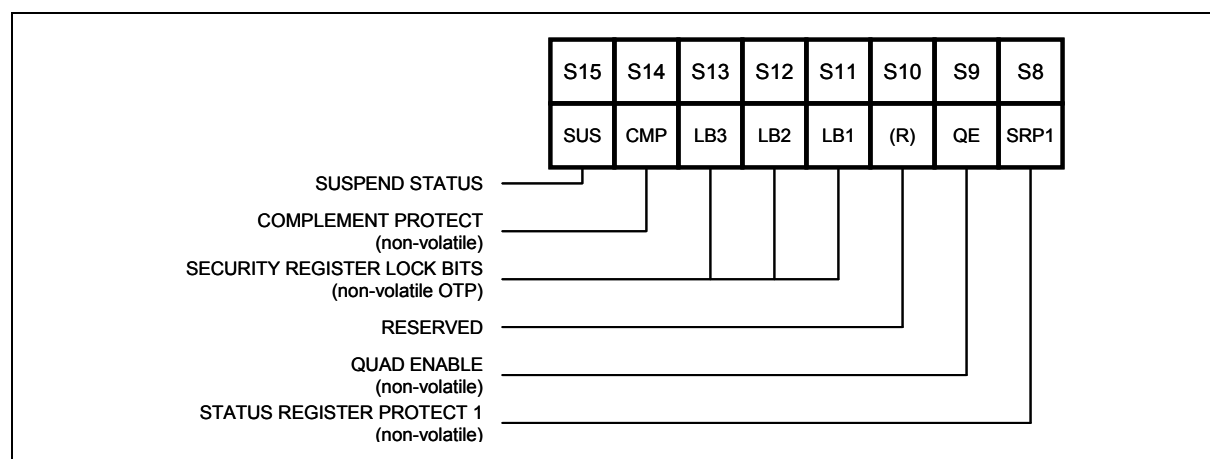 S15 S14 S13 S12 S11 S10 S9 S8
SUS CMP LB3 LB2 LB1 (R) QE SRP1
SUSPEND STATUS
COMPLEMENT PROTECT
(non-volatile)
SECURITY REGISTER LOCK BITS
(non-volatile OTP)
RESERVED
QUAD ENABLE
(non-volatile)
STATUS REGISTER PROTECT 1
(non-volatile)